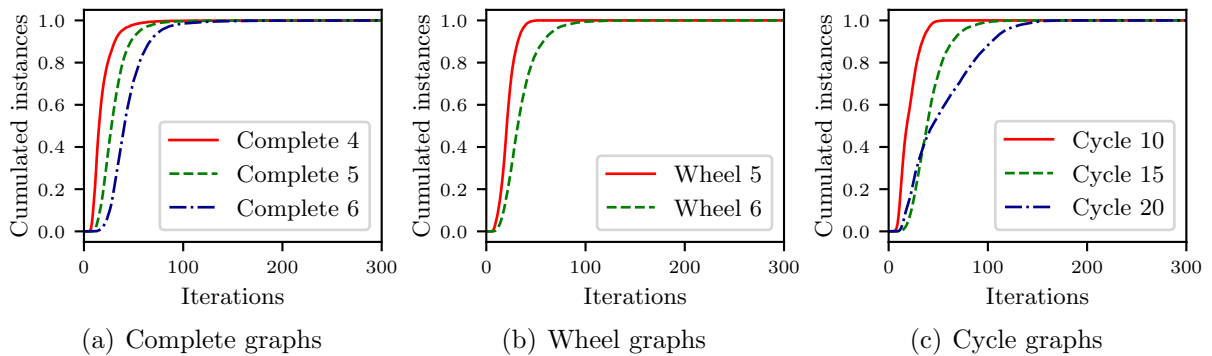 Cumulated instances
1.0
0.8
0.6
0.4
0.2
0.0
Complete 4
Complete 5
Complete 6
0
100
200
300
Iterations
(a) Complete graphs
Cumulated instances
1.0
0.8
0.6
0.4
0.2
0.0
Wheel 5
Wheel 6
0
100
200
300
Iterations
(b) Wheel graphs
Cumulated instances
1.0
0.8
0.6
0.4
0.2
0.0
Cycle 10
Cycle 15
Cycle 20
0
100
200
300
Iterations
(c) Cycle graphs